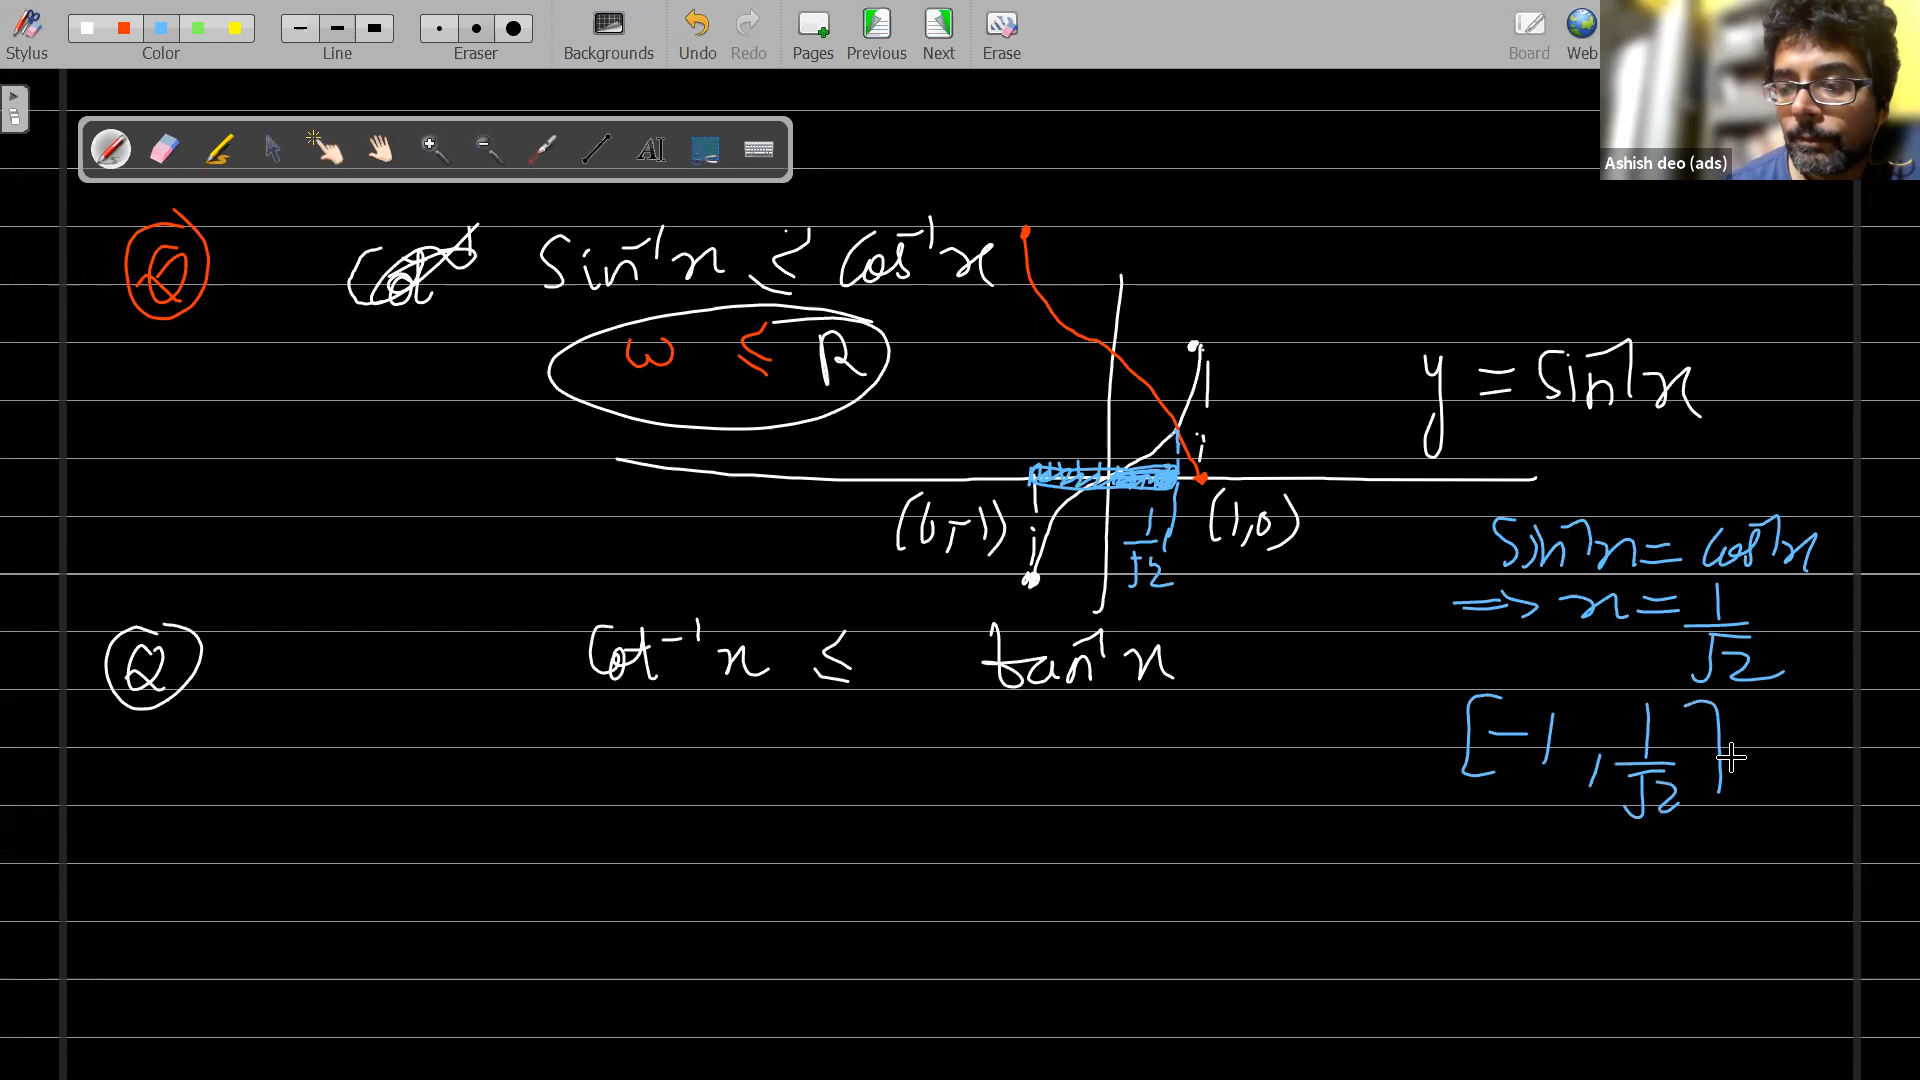 Stylus Color Line Eraser Backgrounds Undo Redo Pages Previous Next Erase Board Web
Ashish deo (ads)
Q Cot Sin⁻¹x ≤ Cos⁻¹x
ω ≤ R
y = Sin⁻¹x
(0,-1) 1/√2 (1,0)
Sin⁻¹x = Cos⁻¹x
=> x = 1/√2
Q Cot⁻¹x ≤ tan⁻¹x
[-1, 1/√2]